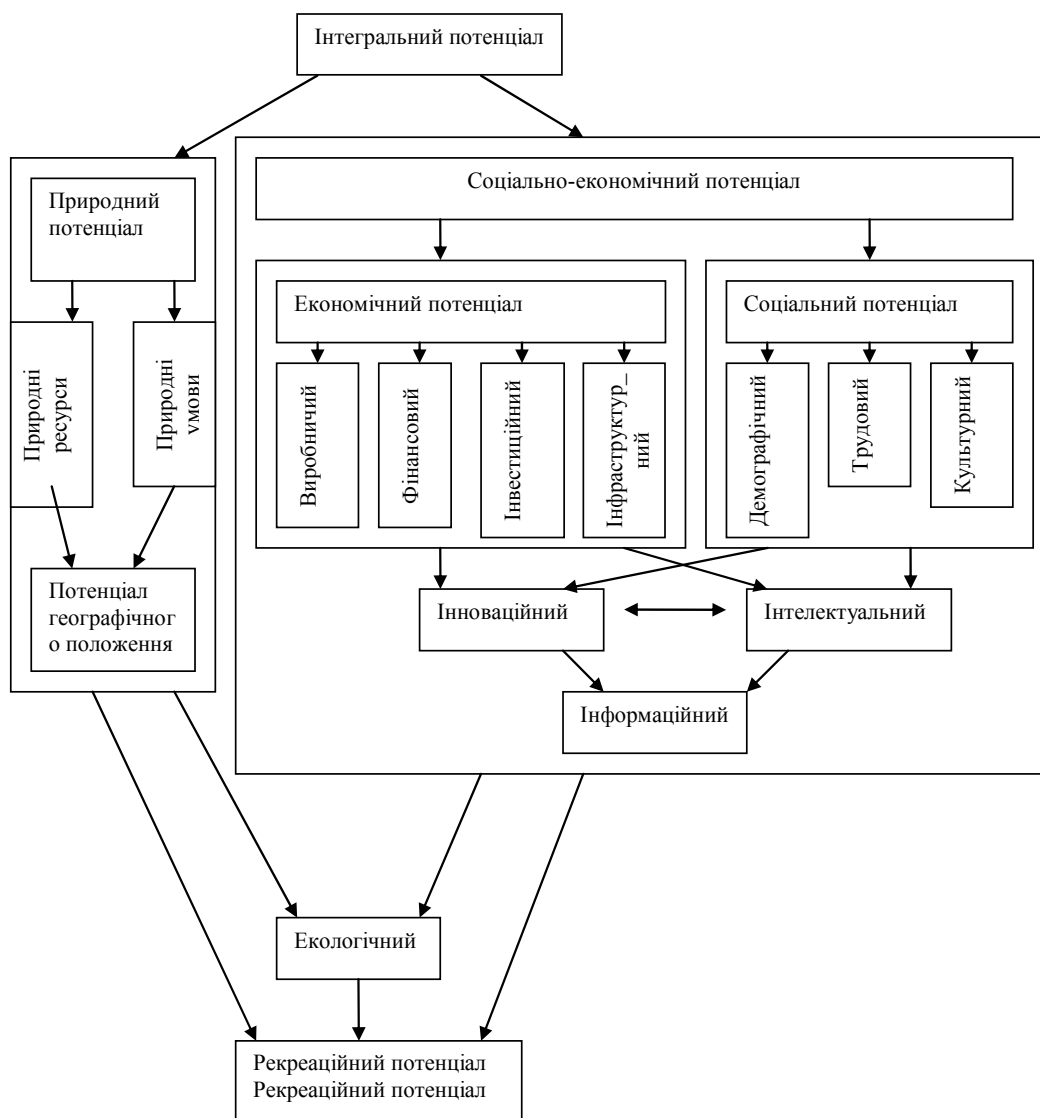 Інтегральний потенціал
Соціально-економічний потенціал
Природний
потенціал
Економічний потенціал
Соціальний потенціал
Природні
ресурси
Природні
умови
Виробничий
Фінансовий
Інвестиційний
Інфраструктур_
ний
Демографічний
Трудовий
Культурний
Потенціал
географічног
о положення
Інноваційний
Інтелектуальний
Інформаційний
Екологічний
Рекреаційний потенціал
Рекреаційний потенціал